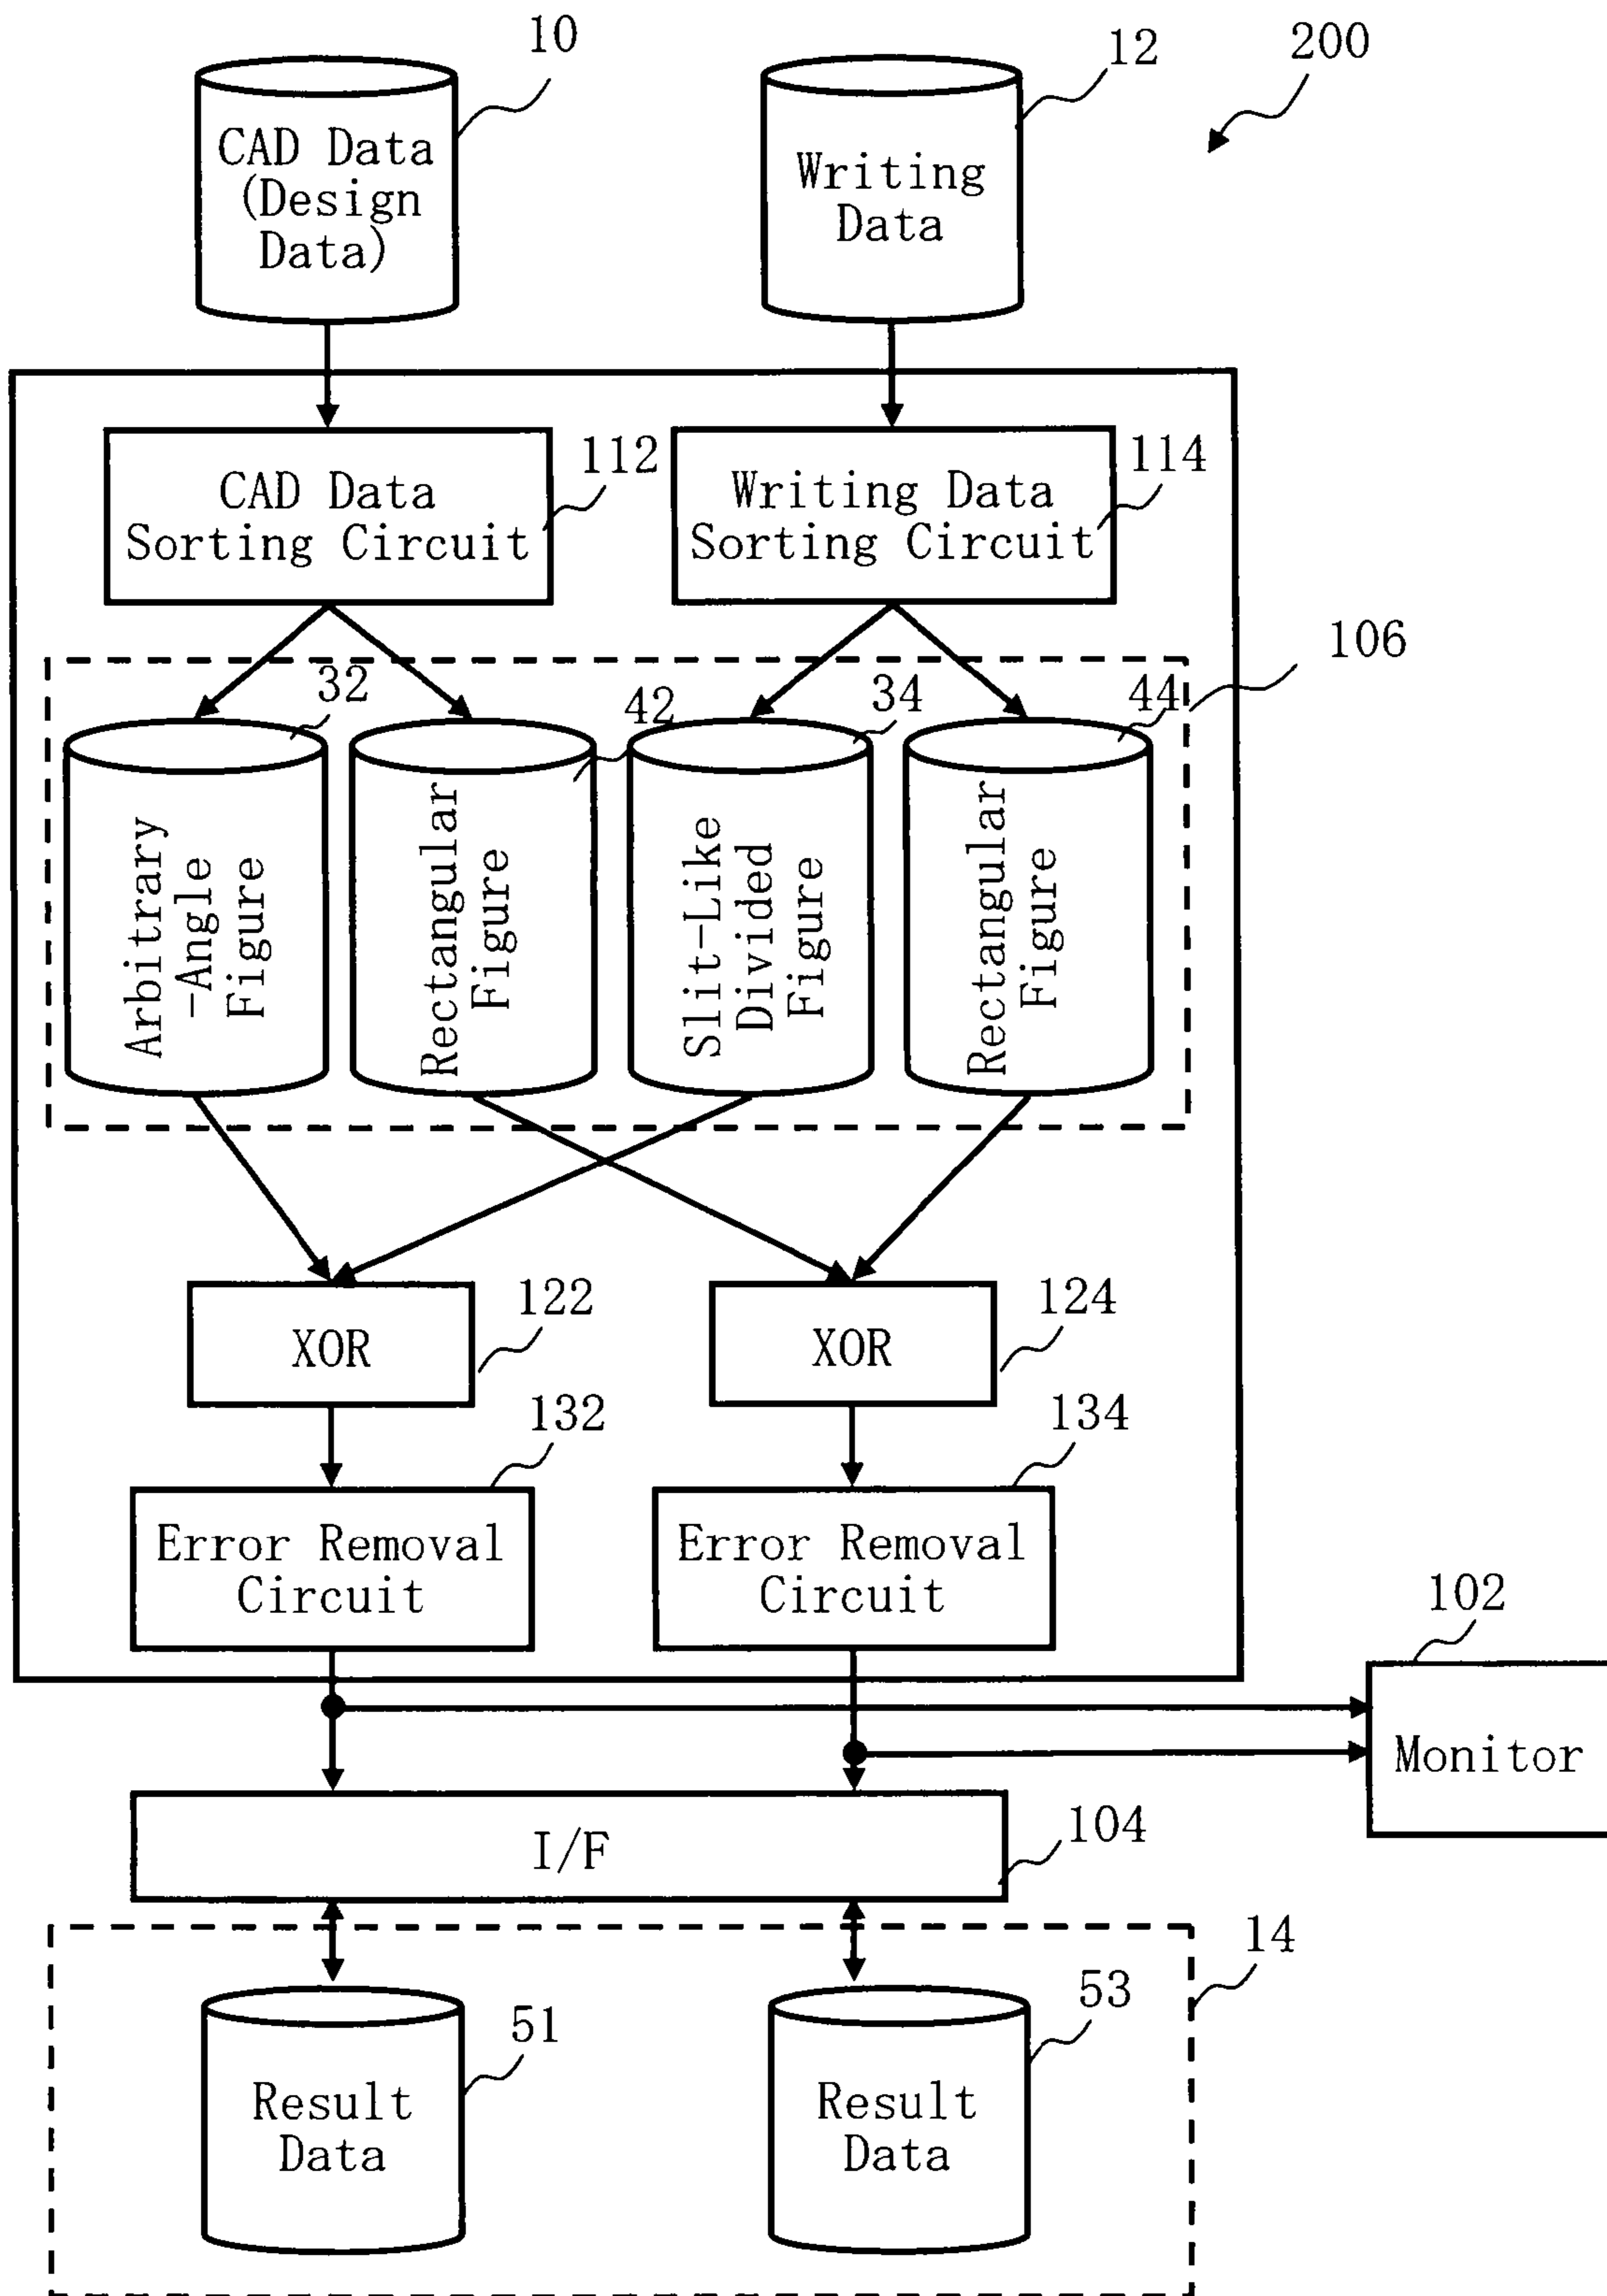 10
12
200
CAD Data
(Design
Data)
Writing
Data
112
114
CAD Data
Sorting Circuit
Writing Data
Sorting Circuit
106
32
42
34
44
Arbitrary
-Angle
Figure
Rectangular
Figure
Slit-Like
Divided
Figure
Rectangular
Figure
122
124
XOR
XOR
132
134
Error Removal
Circuit
Error Removal
Circuit
102
Monitor
I/F
104
14
51
53
Result
Data
Result
Data